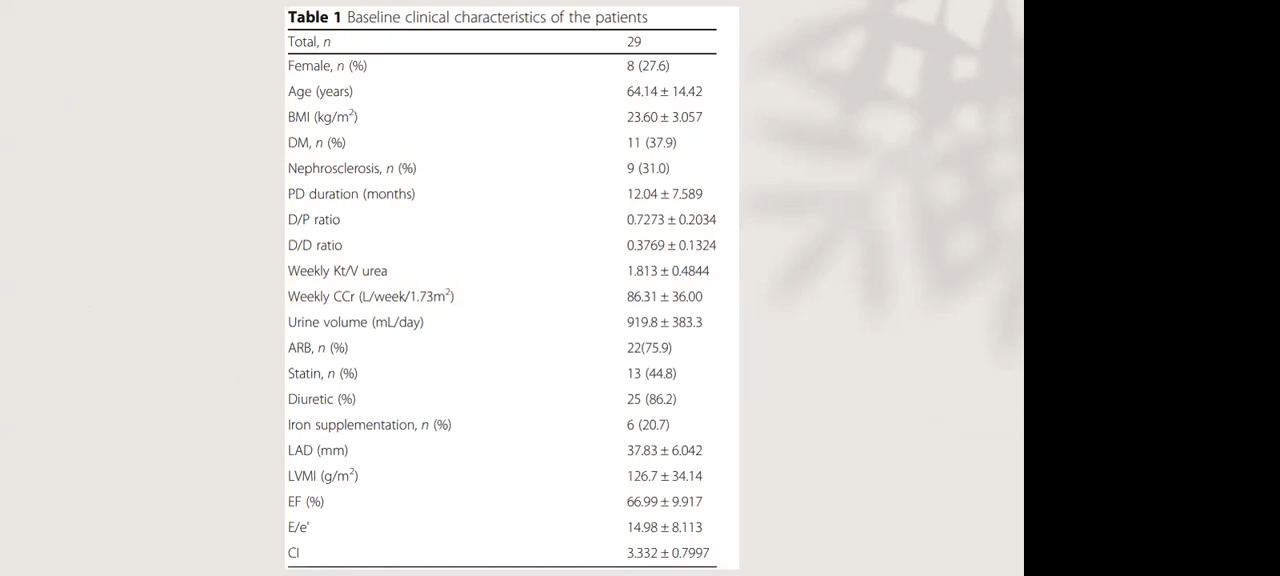 Table 1 Baseline clinical characteristics of the patients
Total, n 29
Female, n (%) 8 (27.6)
Age (years) 64.14 ± 14.42
BMI (kg/m²) 23.60 ± 3.057
DM, n (%) 11 (37.9)
Nephrosclerosis, n (%) 9 (31.0)
PD duration (months) 12.04 ± 7.589
D/P ratio 0.7273 ± 0.2034
D/D ratio 0.3769 ± 0.1324
Weekly Kt/V urea 1.813 ± 0.4844
Weekly CCr (L/week/1.73m²) 86.31 ± 36.00
Urine volume (mL/day) 919.8 ± 383.3
ARB, n (%) 22(75.9)
Statin, n (%) 13 (44.8)
Diuretic (%) 25 (86.2)
Iron supplementation, n (%) 6 (20.7)
LAD (mm) 37.83 ± 6.042
LVMI (g/m²) 126.7 ± 34.14
EF (%) 66.99 ± 9.917
E/e' 14.98 ± 8.113
CI 3.332 ± 0.7997